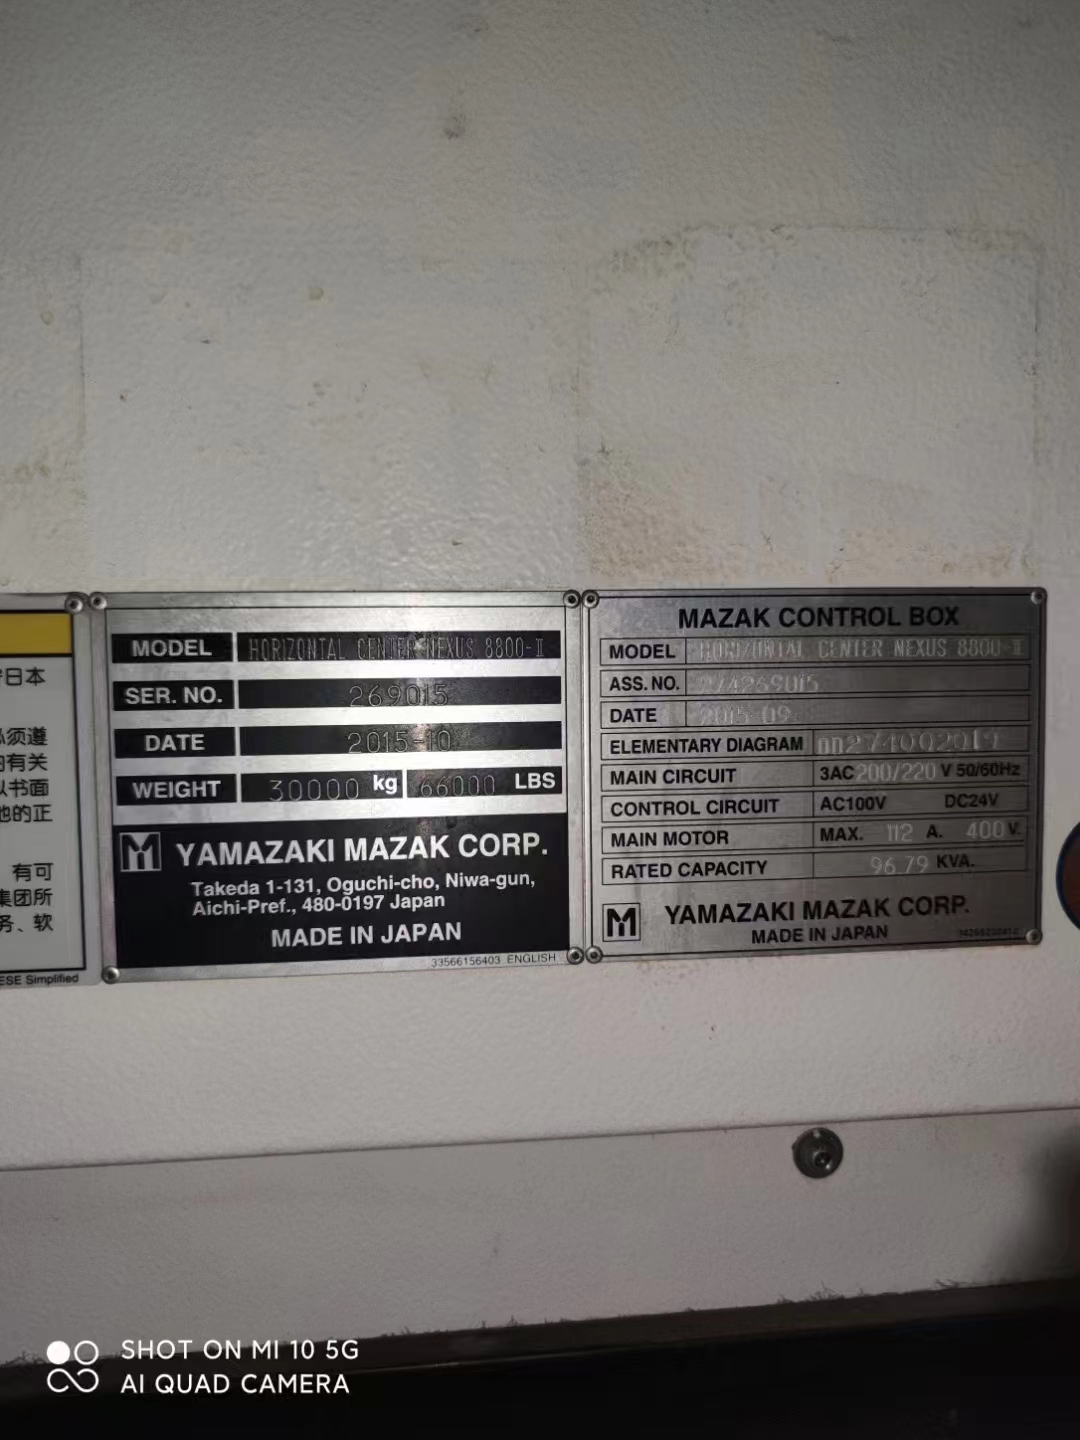 日本
必须遵
的有关
以书面
他的正
有可
集团所
务、软
ESE Simplified
MODEL HORIZONTAL CENTER NEXUS 8800-II
SER. NO. 269015
DATE 2015-10
WEIGHT 30000 kg 66000 LBS
YAMAZAKI MAZAK CORP.
Takeda 1-131, Oguchi-cho, Niwa-gun,
Aichi-Pref., 480-0197 Japan
MADE IN JAPAN
33566156403 ENGLISH
MAZAK CONTROL BOX
MODEL HORIZONTAL CENTER NEXUS 8800-II
ASS. NO. 274269015
DATE 2015-09
ELEMENTARY DIAGRAM
MAIN CIRCUIT 3AC 200/220 V 50/60Hz
CONTROL CIRCUIT AC100V DC24V
MAIN MOTOR MAX. 112 A. 400 V.
RATED CAPACITY 96.79 KVA.
YAMAZAKI MAZAK CORP.
MADE IN JAPAN
SHOT ON MI 10 5G
AI QUAD CAMERA